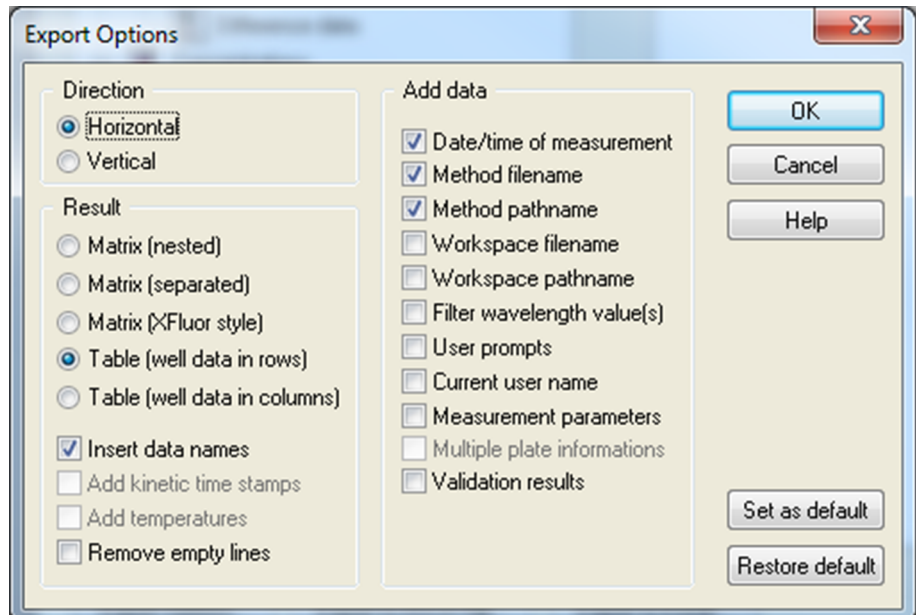 Export Options
Direction
Horizontal
Vertical
Result
Matrix (nested)
Matrix (separated)
Matrix (XFluor style)
Table (well data in rows)
Table (well data in columns)
Insert data names
Add kinetic time stamps
Add temperatures
Remove empty lines
Add data
Date/time of measurement
Method filename
Method pathname
Workspace filename
Workspace pathname
Filter wavelength value(s)
User prompts
Current user name
Measurement parameters
Multiple plate informations
Validation results
OK
Cancel
Help
Set as default
Restore default